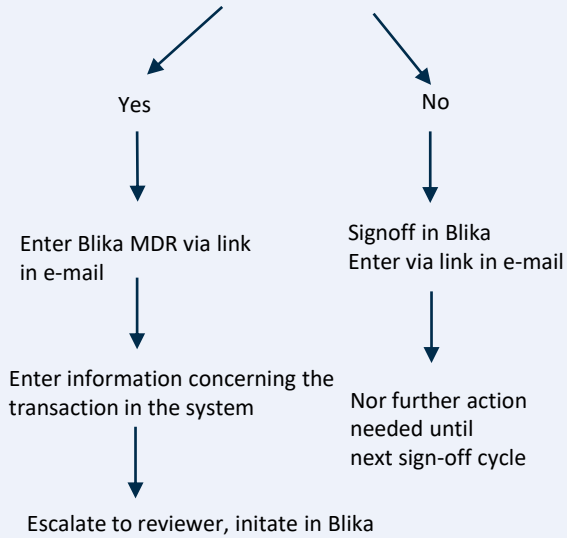 Yes
No
Enter Blika MDR via link
in e-mail
Signoff in Blika
Enter via link in e-mail
Enter information concerning the
transaction in the system
Nor further action
needed until
next sign-off cycle
Escalate to reviewer, initate in Blika